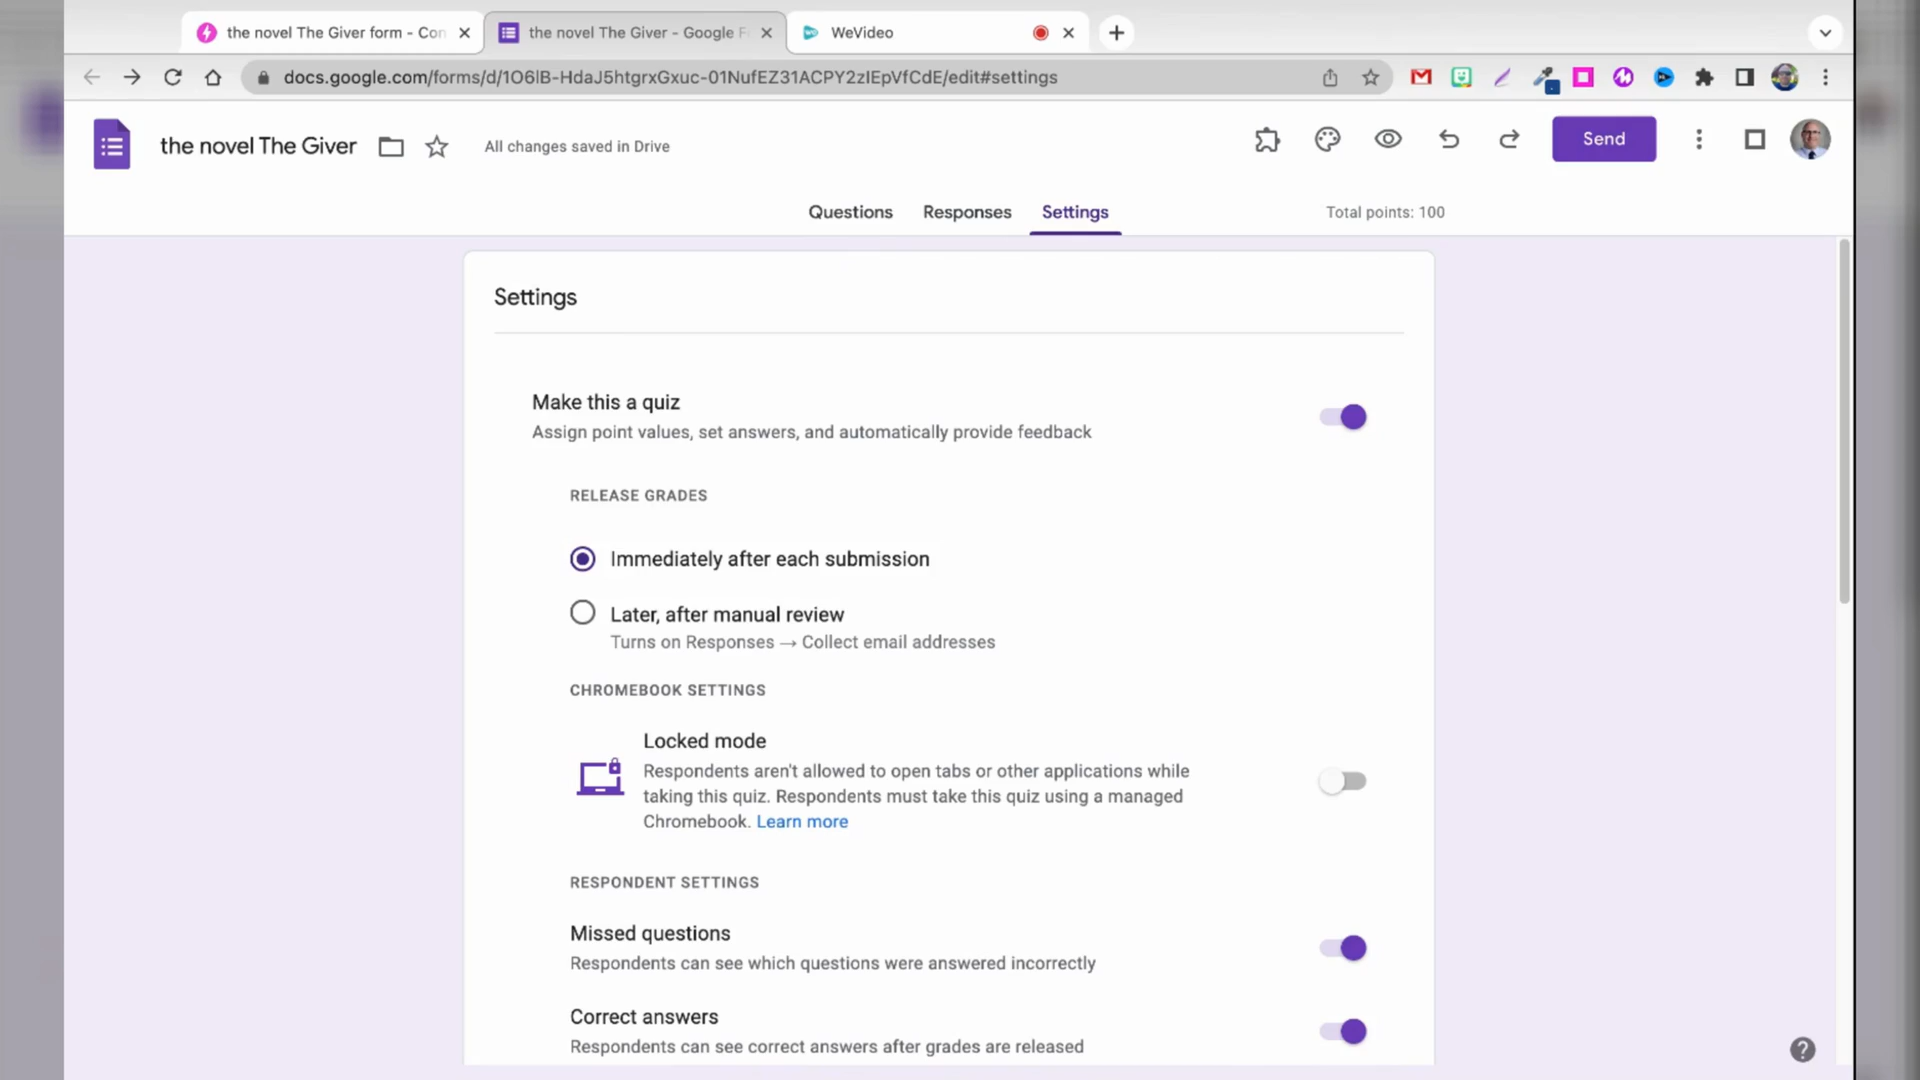 the novel The Giver form - Con
the novel The Giver - Google F
WeVideo
docs.google.com/forms/d/1O6lB-HdaJ5htgrxGxuc-01NufEZ31ACPY2zIEpVfCdE/edit#settings
the novel The Giver
All changes saved in Drive
Send
Questions
Responses
Settings
Total points: 100
Settings
Make this a quiz
Assign point values, set answers, and automatically provide feedback
RELEASE GRADES
Immediately after each submission
Later, after manual review
Turns on Responses → Collect email addresses
CHROMEBOOK SETTINGS
Locked mode
Respondents aren't allowed to open tabs or other applications while
taking this quiz. Respondents must take this quiz using a managed
Chromebook. Learn more
RESPONDENT SETTINGS
Missed questions
Respondents can see which questions were answered incorrectly
Correct answers
Respondents can see correct answers after grades are released